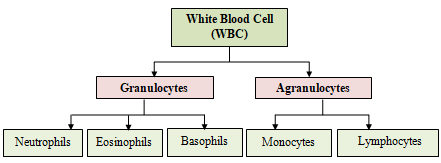 White Blood Cell
(WBC)
Granulocytes
Agranulocytes
Neutrophils
Eosinophils
Basophils
Monocytes
Lymphocytes